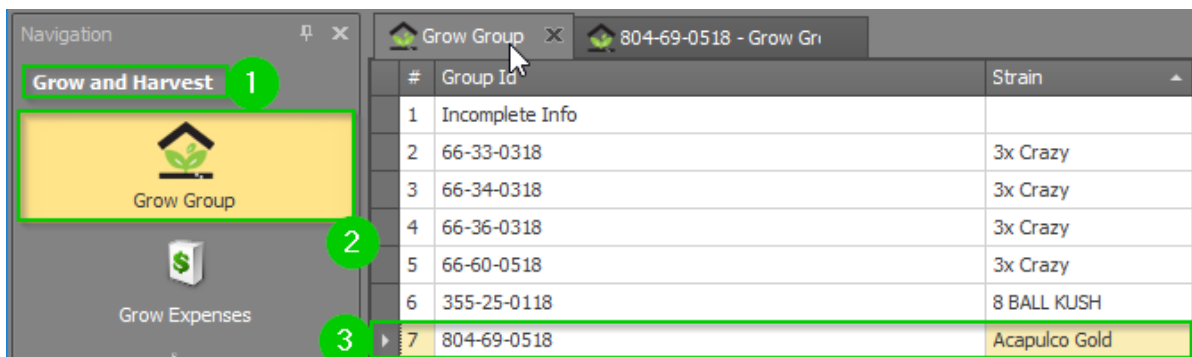 Navigation
Grow and Harvest 1
Grow Group
2
Grow Expenses
3
Grow Group 804-69-0518 - Grow Gr
# Group Id Strain
1 Incomplete Info
2 66-33-0318 3x Crazy
3 66-34-0318 3x Crazy
4 66-36-0318 3x Crazy
5 66-60-0518 3x Crazy
6 355-25-0118 8 BALL KUSH
7 804-69-0518 Acapulco Gold